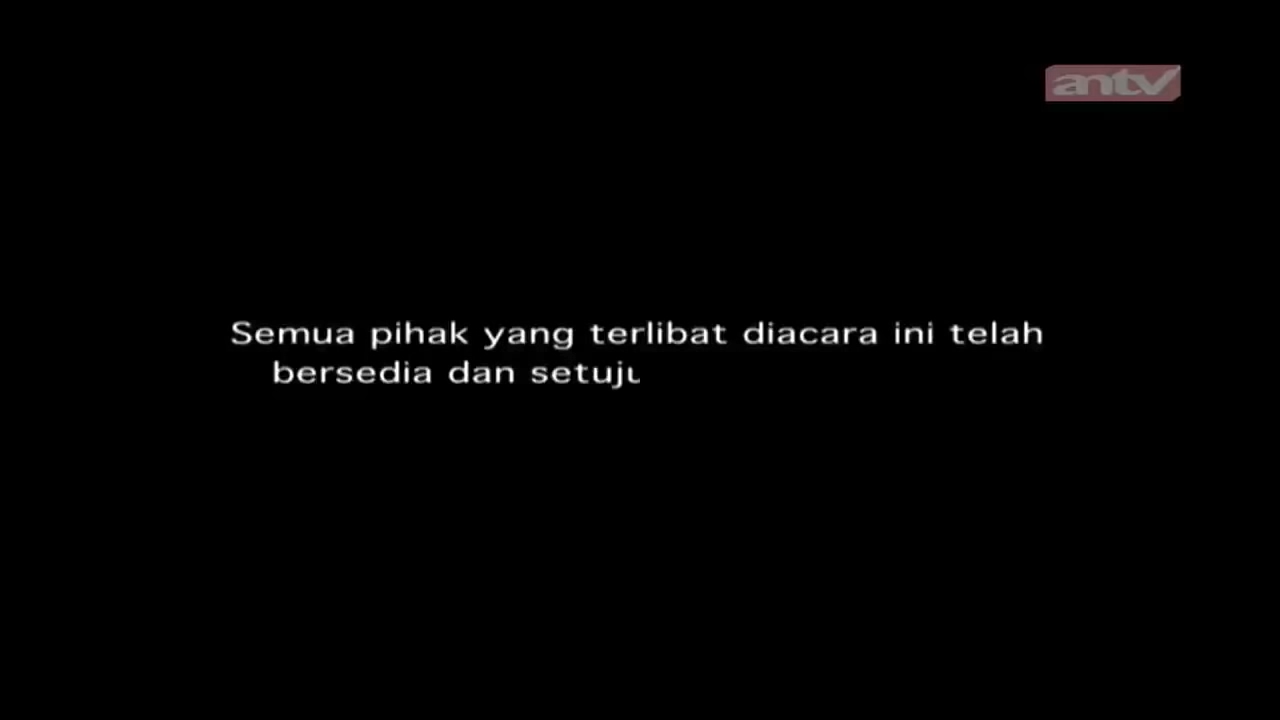 antv
Semua pihak yang terlibat diacara ini telah
bersedia dan setuju